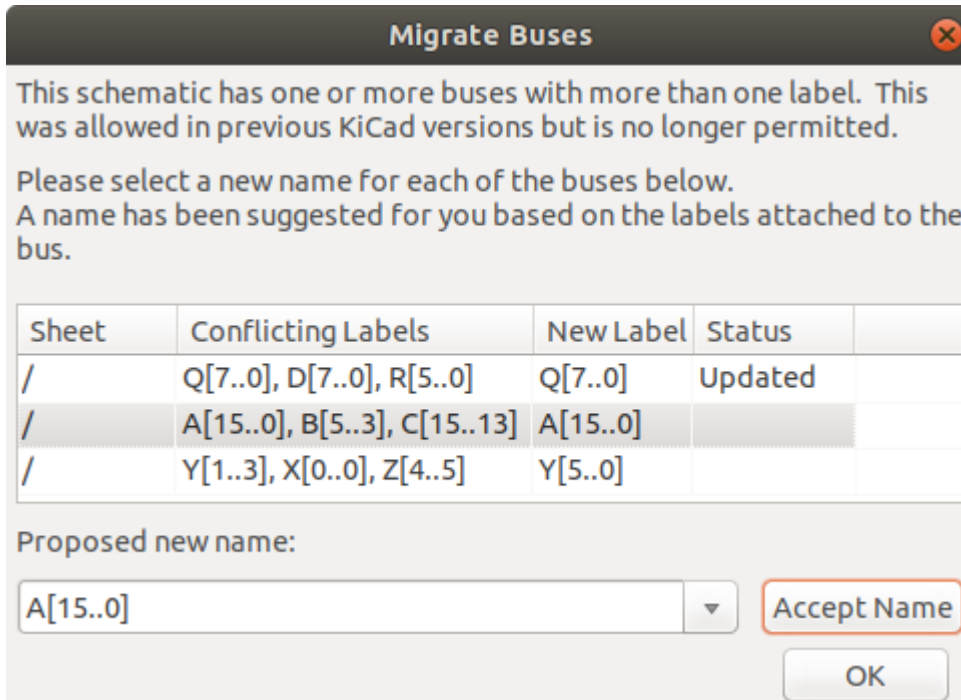 Migrate Buses
This schematic has one or more buses with more than one label.  This
was allowed in previous KiCad versions but is no longer permitted.
Please select a new name for each of the buses below.
A name has been suggested for you based on the labels attached to the
bus.
Sheet Conflicting Labels New Label Status
/ Q[7..0], D[7..0], R[5..0] Q[7..0] Updated
/ A[15..0], B[5..3], C[15..13] A[15..0]
/ Y[1..3], X[0..0], Z[4..5] Y[5..0]
Proposed new name:
A[15..0] Accept Name
OK